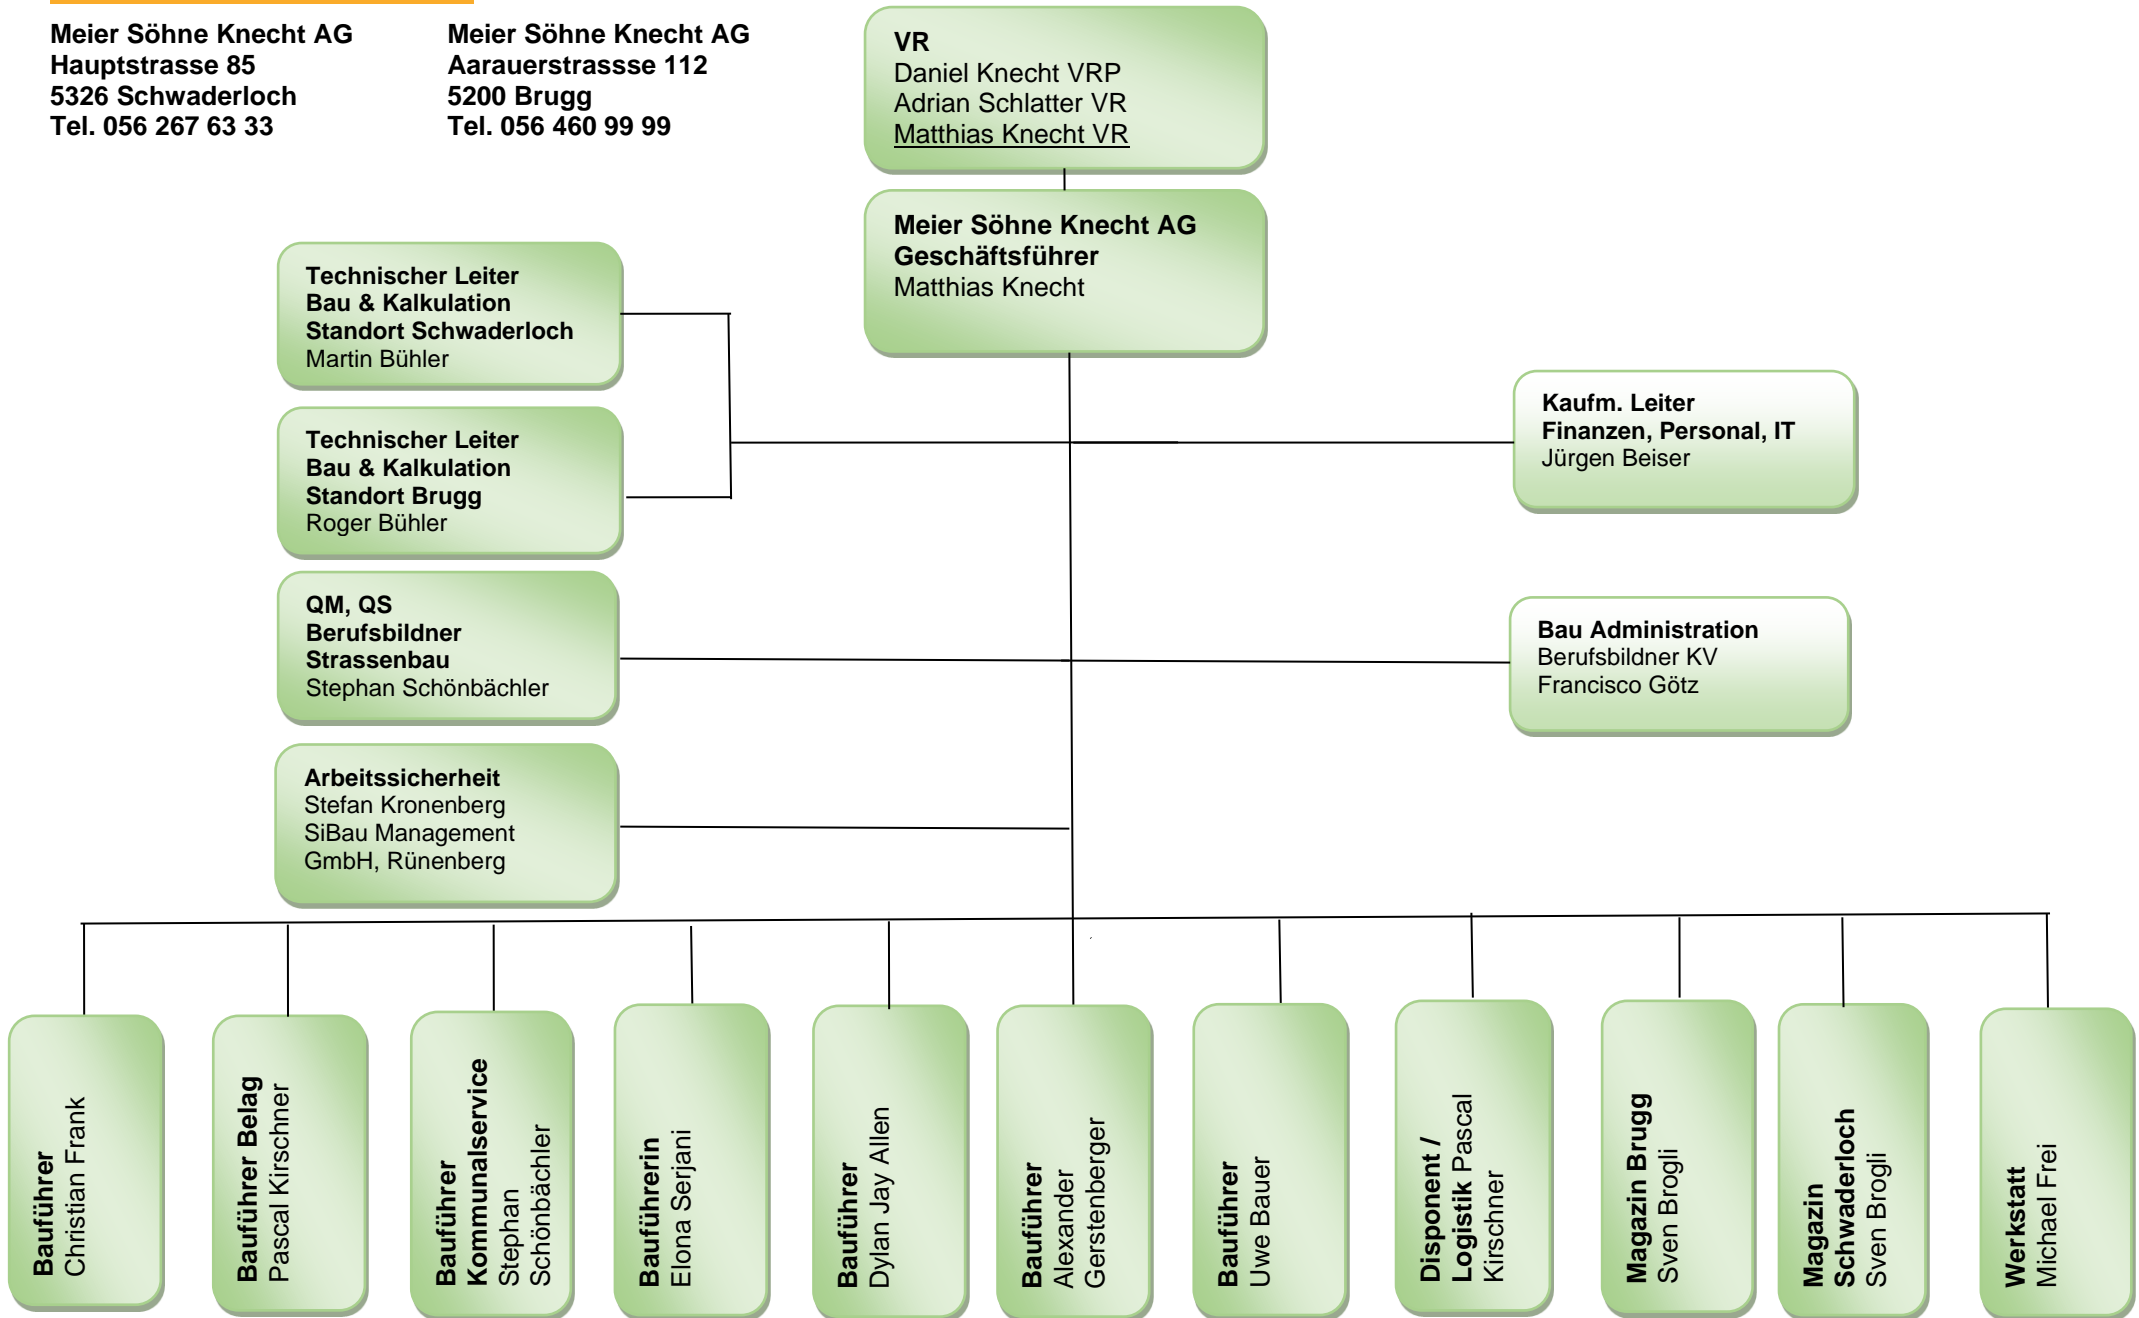 Meier Söhne Knecht AG
Hauptstrasse 85
5326 Schwaderloch
Tel. 056 267 63 33
Meier Söhne Knecht AG
Aarauerstrassse 112
5200 Brugg
Tel. 056 460 99 99
VR
Daniel Knecht VRP
Adrian Schlatter VR
Matthias Knecht VR
Meier Söhne Knecht AG
Geschäftsführer
Matthias Knecht
Technischer Leiter
Bau & Kalkulation
Standort Schwaderloch
Martin Bühler
Technischer Leiter
Bau & Kalkulation
Standort Brugg
Roger Bühler
Kaufm. Leiter
Finanzen, Personal, IT
Jürgen Beiser
QM, QS
Berufsbildner
Strassenbau
Stephan Schönbächler
Bau Administration
Berufsbildner KV
Francisco Götz
Arbeitssicherheit
Stefan Kronenberg
SiBau Management
GmbH, Rünenberg
Bauführer
Christian Frank
Bauführer Belag
Pascal Kirschner
Bauführer
Kommunalservice
Stephan
Schönbächler
Bauführerin
Elona Serjani
Bauführer
Dylan Jay Allen
Bauführer
Alexander
Gerstenberger
Bauführer
Uwe Bauer
Disponent /
Logistik Pascal
Kirschner
Magazin Brugg
Sven Brogli
Magazin
Schwaderloch
Sven Brogli
Werkstatt
Michael Frei